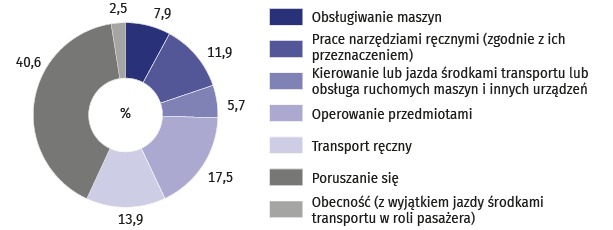 2,5
7,9
11,9
5,7
17,5
13,9
40,6
%
Obsługiwanie maszyn
Prace narzędziami ręcznymi (zgodnie z ich
przeznaczeniem)
Kierowanie lub jazda środkami transportu lub
obsługa ruchomych maszyn i innych urządzeń
Operowanie przedmiotami
Transport ręczny
Poruszanie się
Obecność (z wyjątkiem jazdy środkami
transportu w roli pasażera)